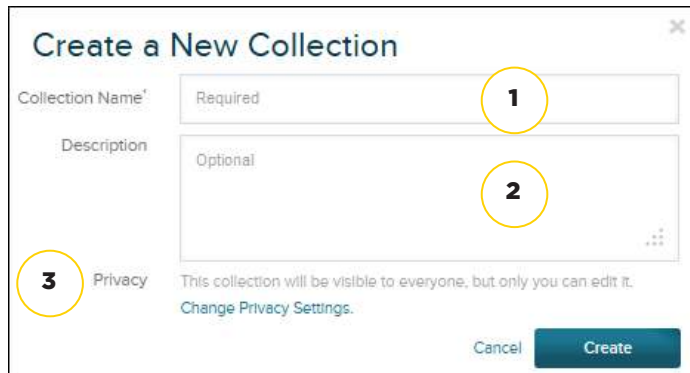 ×
Create a New Collection
Collection Name* Required 1
Description Optional 2
3 Privacy This collection will be visible to everyone, but only you can edit it.
Change Privacy Settings.
Cancel Create